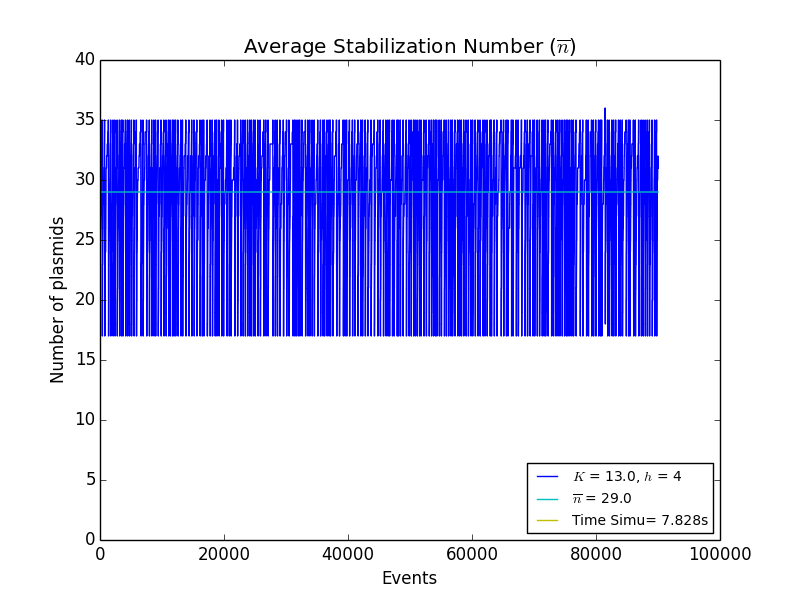 Average Stabilization Number (n̅)
40
35
30
25
20
15
10
5
0
Number of plasmids
0 20000 40000 60000 80000 100000
Events
K = 13.0, h = 4
n̅ = 29.0
Time Simu= 7.828s